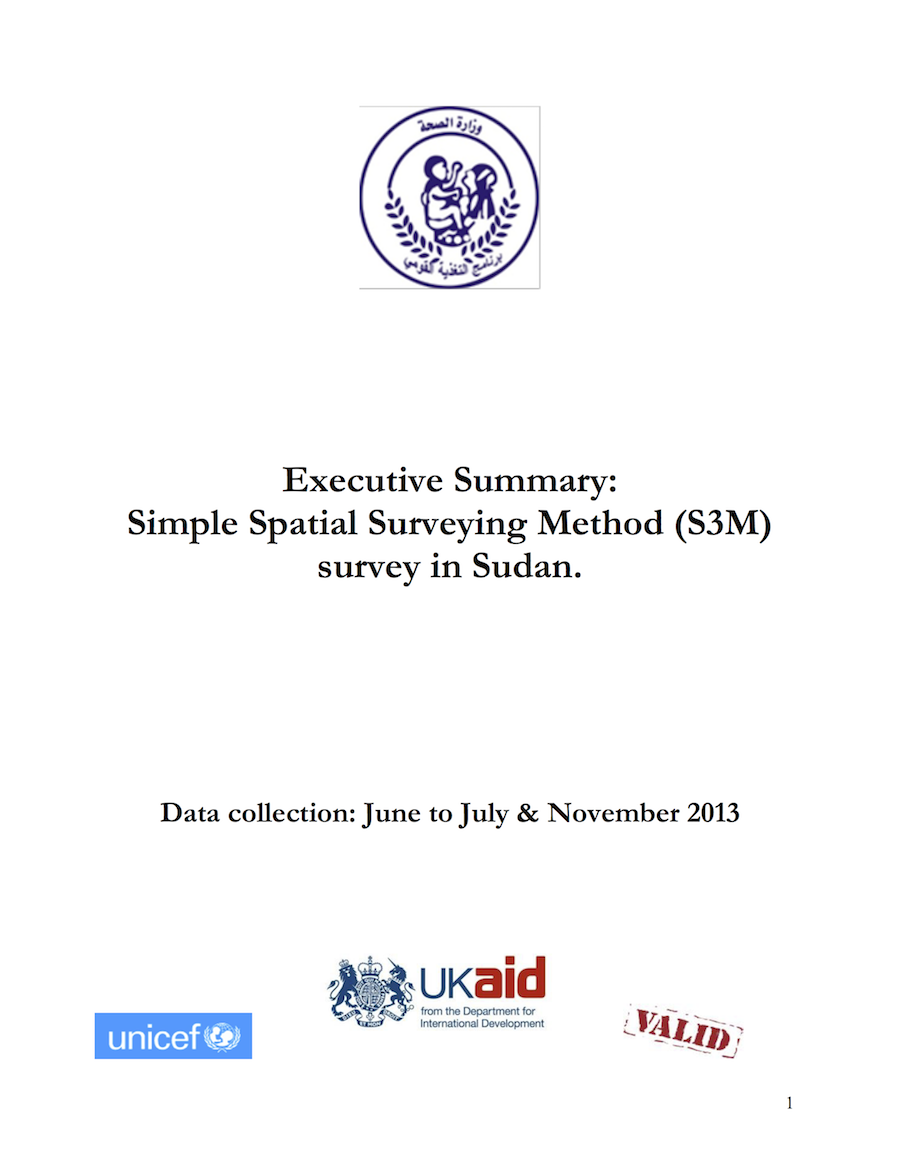 وزارة الصحة
برنامج التغذية القومي
Executive Summary:
Simple Spatial Surveying Method (S3M)
survey in Sudan.
Data collection: June to July & November 2013
UKaid
from the Department for
International Development
unicef
VALID
1